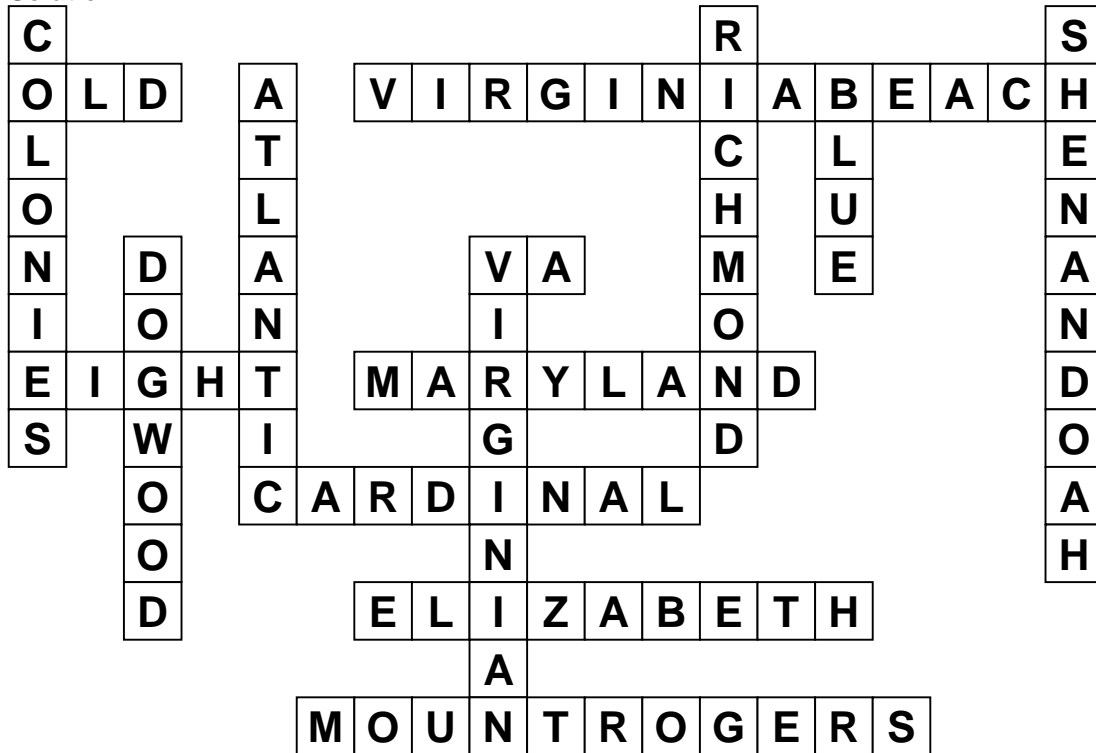 C R S
O L D A V I R G I N I A B E A C H
L T C L E
O L H U N
N D A V A M E A
I O N I O N
E I G H T M A R Y L A N D D
S W I G D O
O C A R D I N A L A
O N H
D E L I Z A B E T H
A
M O U N T R O G E R S